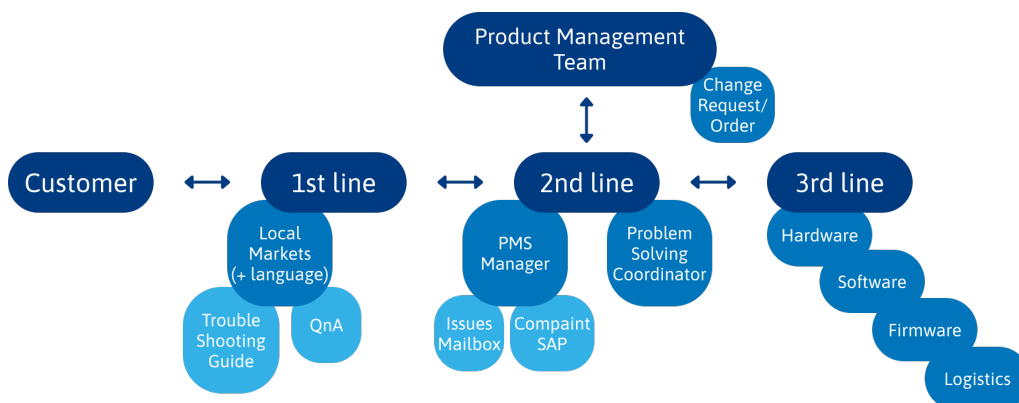 Product Management
Team
Change
Request/
Order
Customer
1st line
2nd line
3rd line
Local
Markets
(+ language)
Trouble
Shooting
Guide
QnA
PMS
Manager
Issues
Mailbox
Compaint
SAP
Problem
Solving
Coordinator
Hardware
Software
Firmware
Logistics